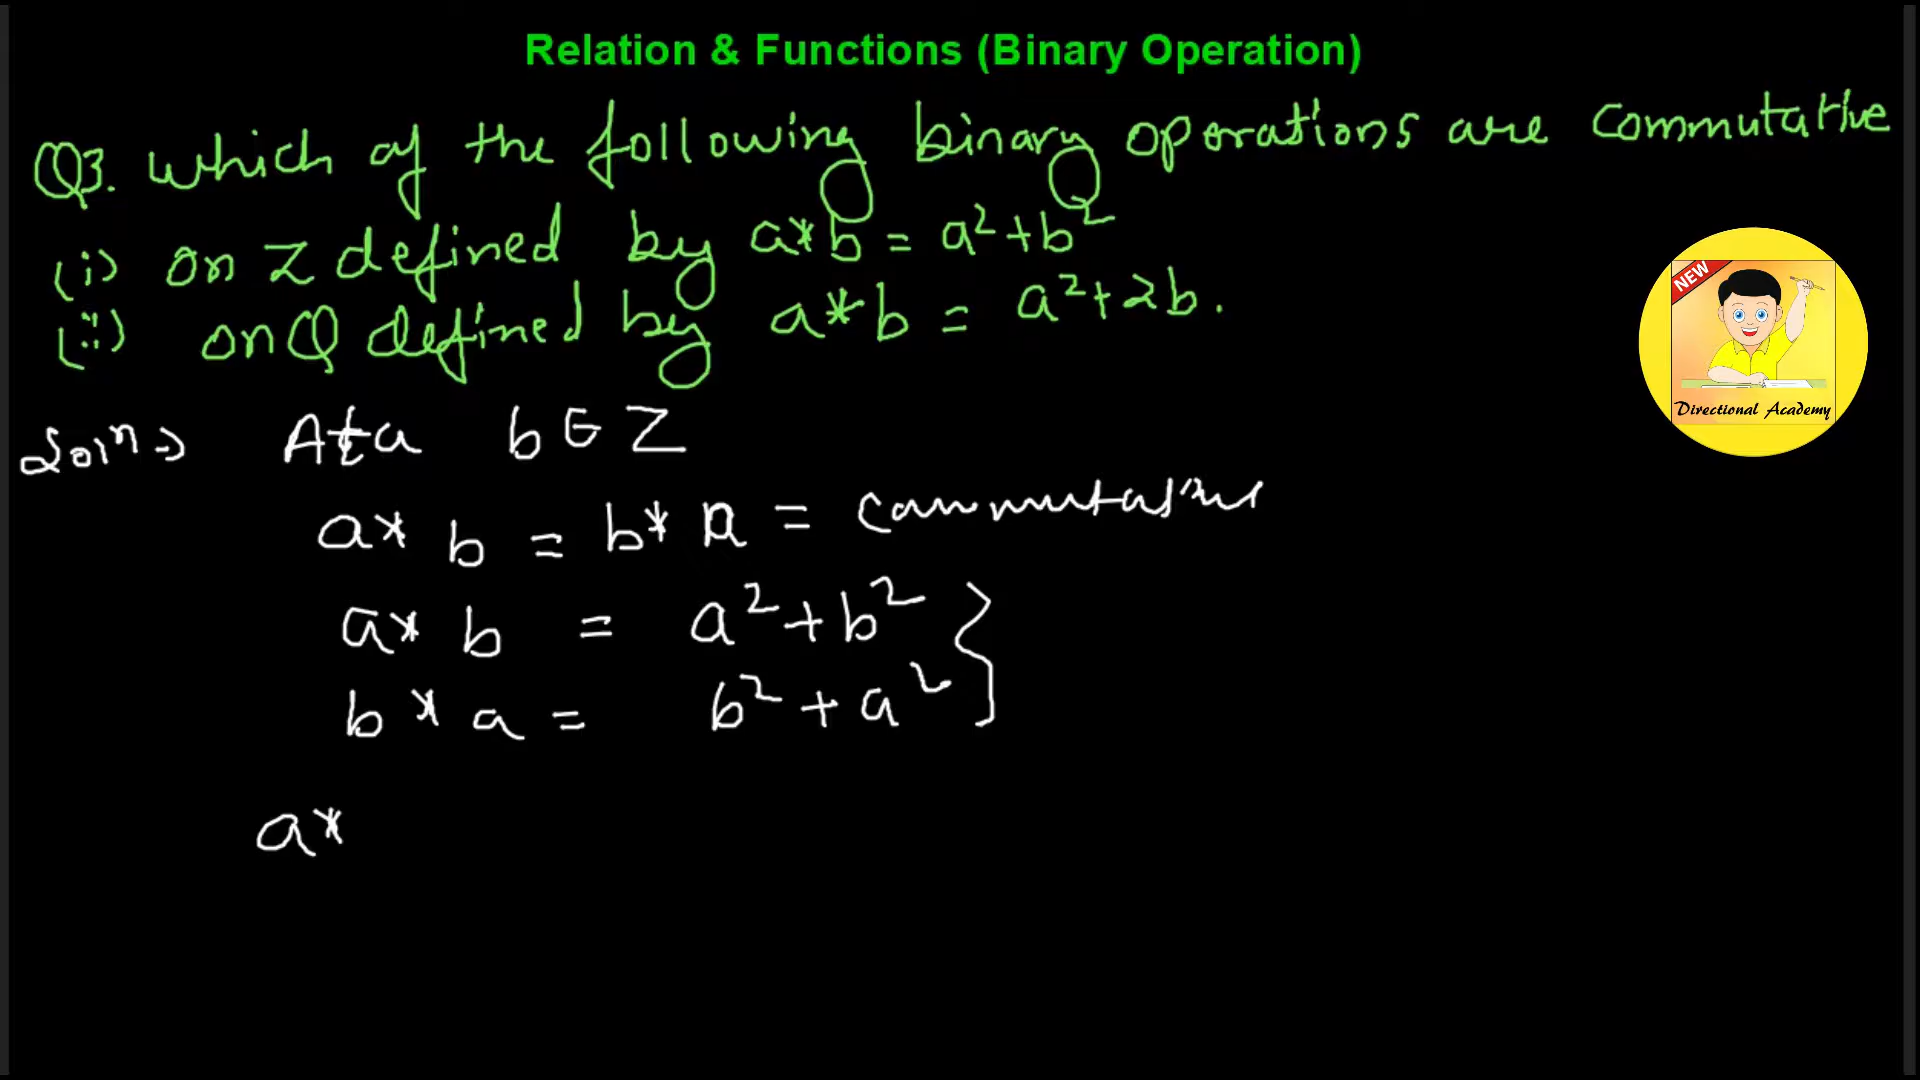 Relation & Functions (Binary Operation)
Q3. which of the following binary operations are commutative
(i) on Z defined by a*b = a²+b²
(ii) on Q defined by a*b = a²+2b.
NEW
Directional Academy
Soln→ b∈Z
a* b = b* a = commutative
a* b = a²+b² }
b * a = b²+a²
a*